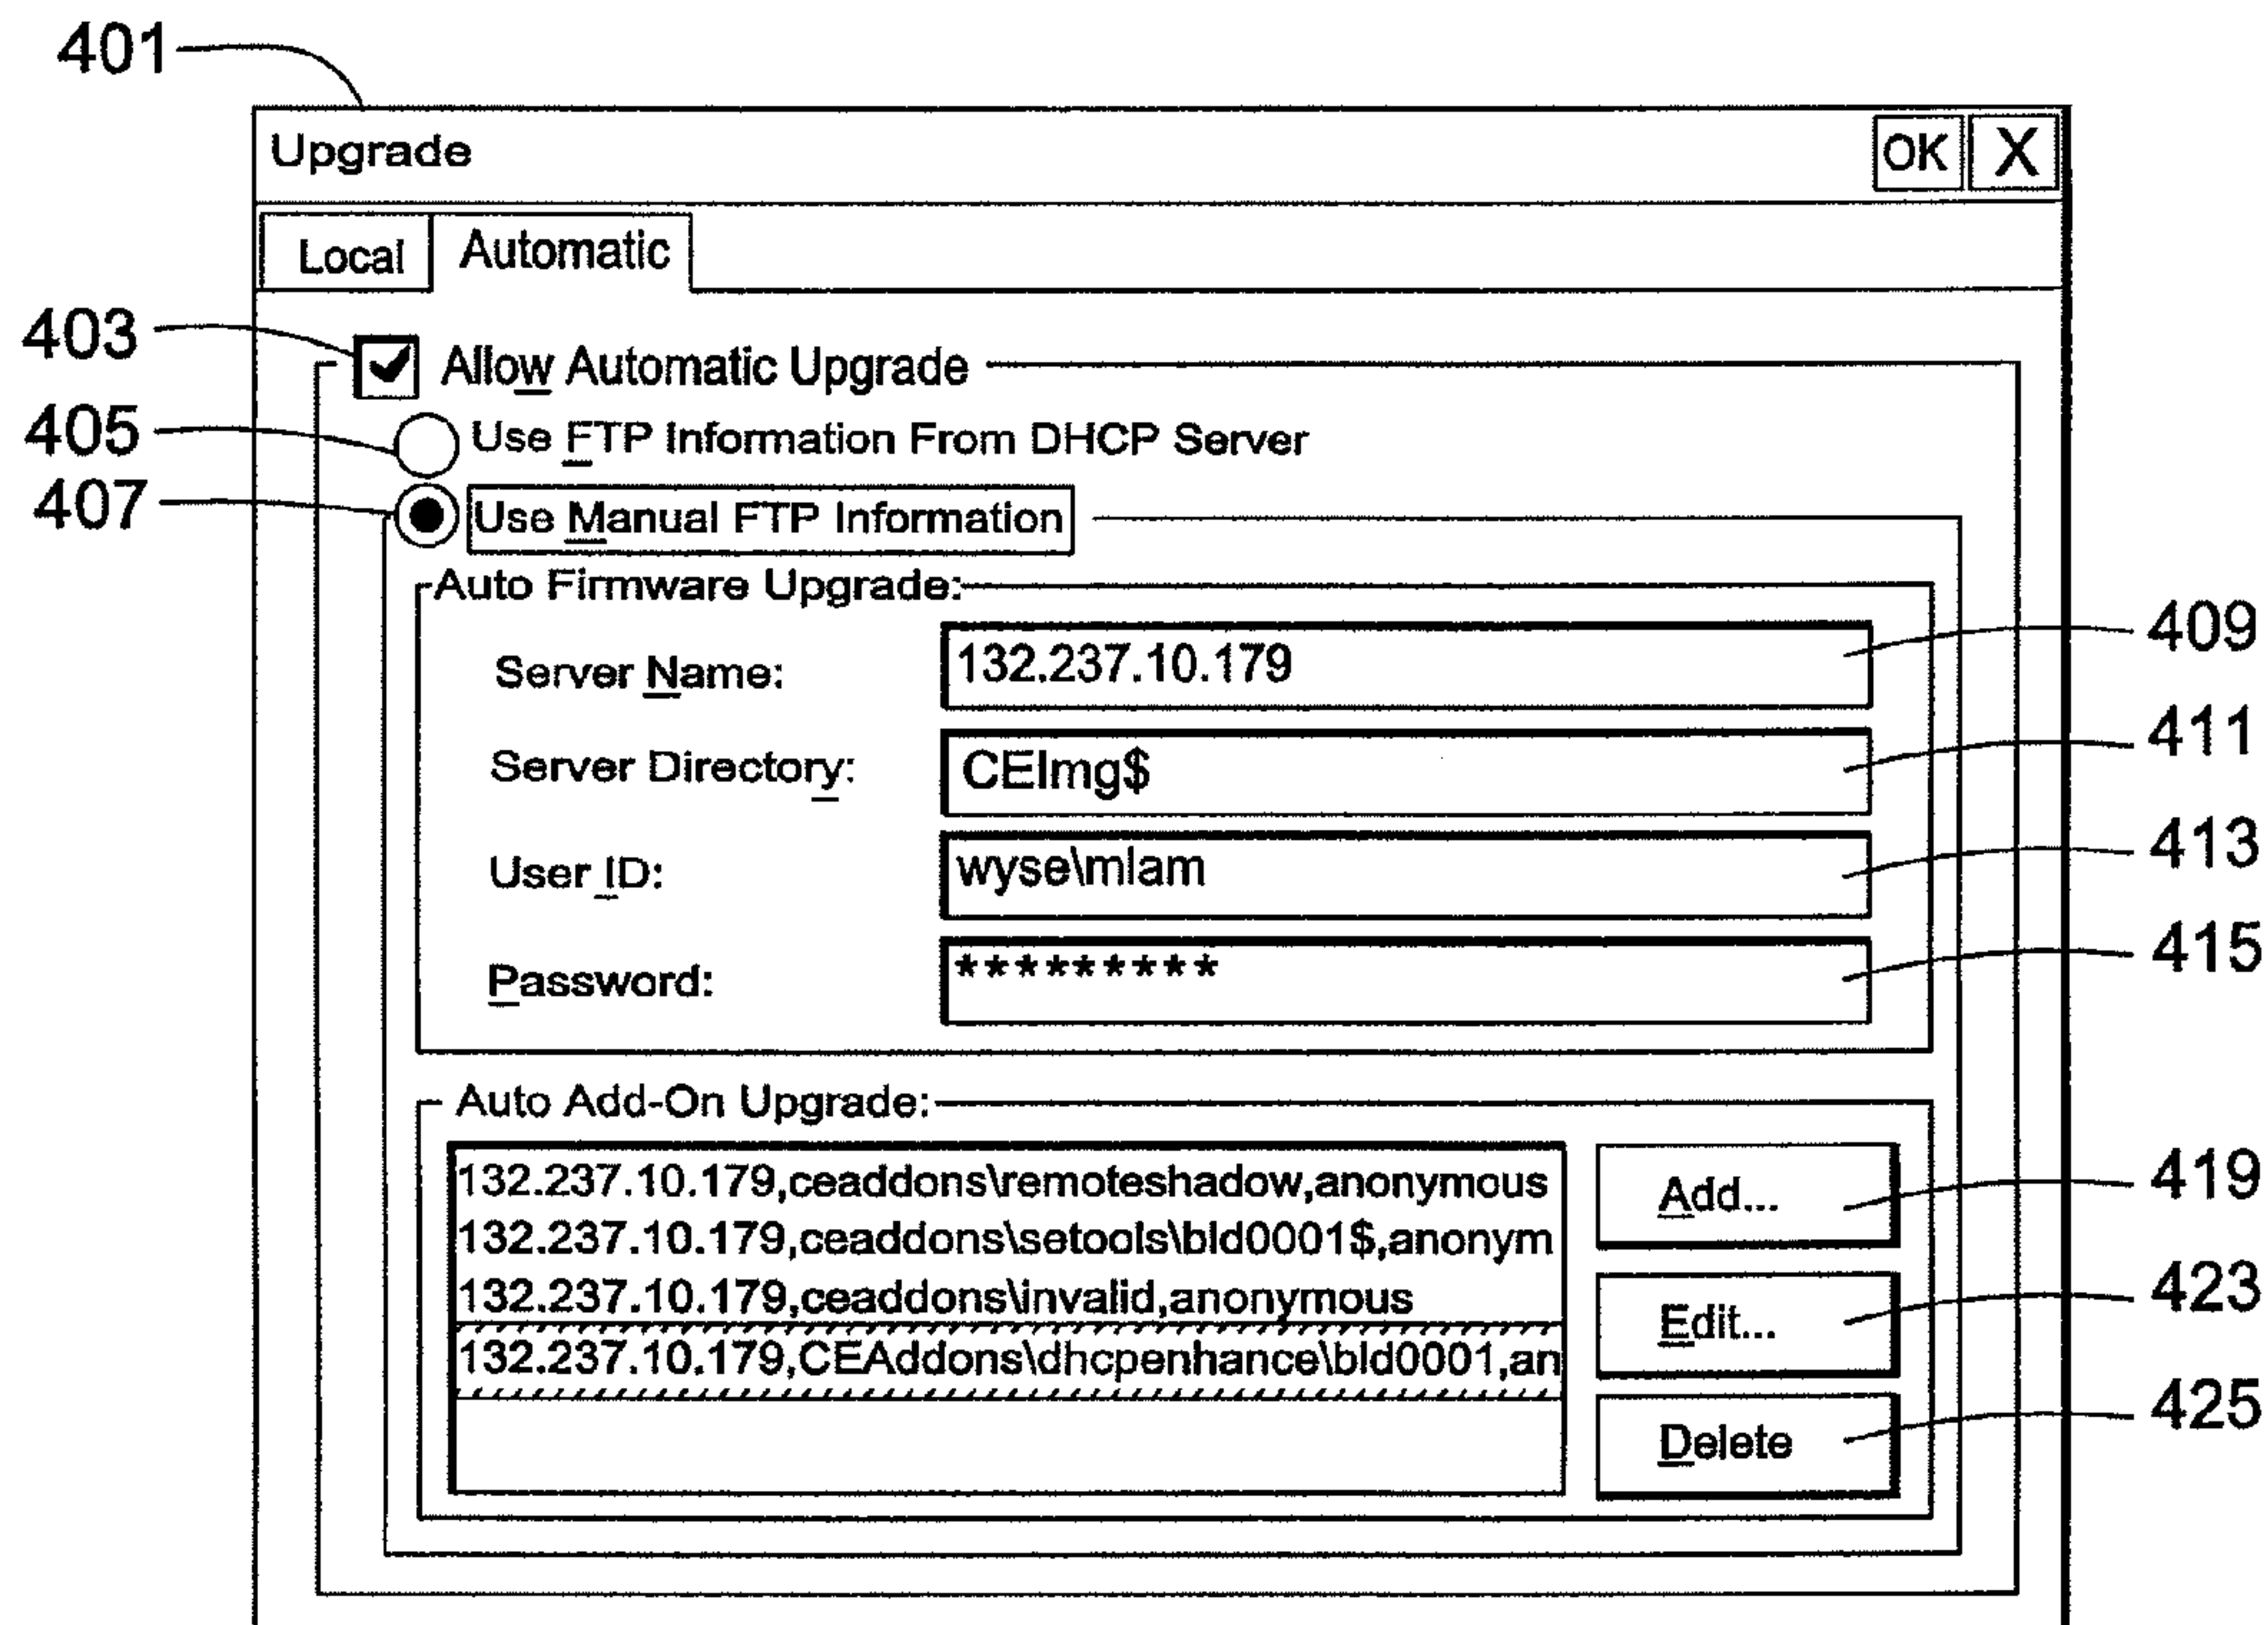 401
Upgrade OK X
Local Automatic
403 Allow Automatic Upgrade
405 Use FTP Information From DHCP Server
407 Use Manual FTP Information
Auto Firmware Upgrade:
Server Name: 132.237.10.179 409
Server Directory: CEImg$ 411
User ID: wyse\mlam 413
Password: ********* 415
Auto Add-On Upgrade:
132.237.10.179,ceaddons\remoteshadow,anonymous Add... 419
132.237.10.179,ceaddons\setools\bld0001$,anonym
132.237.10.179,ceaddons\invalid,anonymous Edit... 423
132.237.10.179,CEAddons\dhcpenhance\bld0001,an
Delete 425